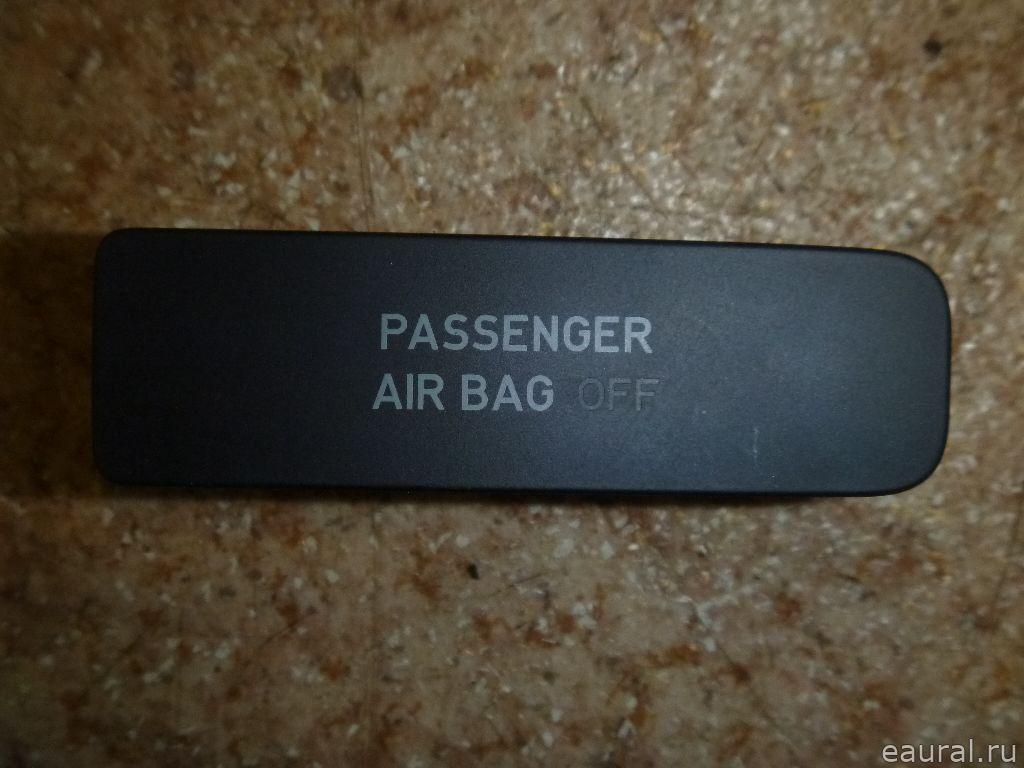 PASSENGER
AIR BAG OFF
eaural.ru